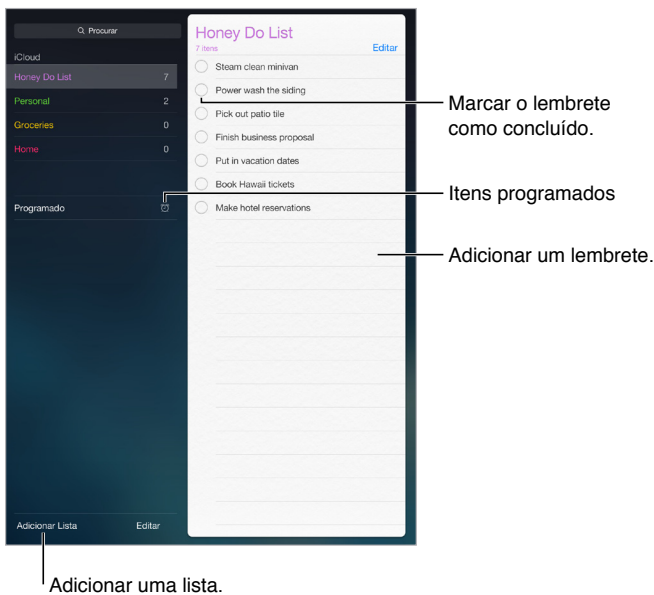 Procurar
iCloud
Honey Do List 7
Personal 2
Groceries 0
Home 0
Programado
Adicionar Lista Editar
Honey Do List
7 itens Editar
Steam clean minivan
Power wash the siding
Pick out patio tile
Finish business proposal
Put in vacation dates
Book Hawaii tickets
Make hotel reservations
Marcar o lembrete
como concluído.
Itens programados
Adicionar um lembrete.
Adicionar uma lista.